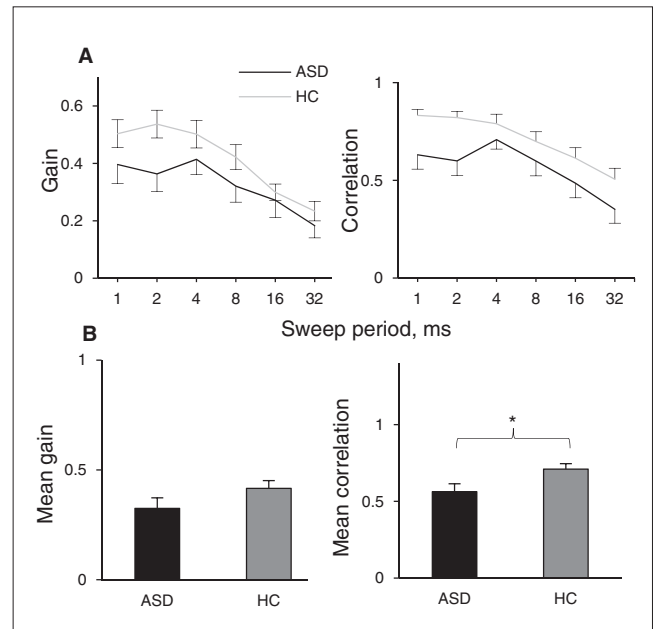 A
ASD
HC
Gain
0.6
0.4
0.2
0
1 2 4 8 16 32
Correlation
1
0.5
0
1 2 4 8 16 32
Sweep period, ms
B
Mean gain
1
0.5
0
ASD HC
Mean correlation
1
0.5
0
*
ASD HC